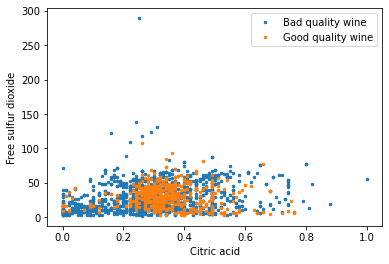 300
250
200
150
100
50
0
Free sulfur dioxide
Bad quality wine
Good quality wine
0.0 0.2 0.4 0.6 0.8 1.0
Citric acid